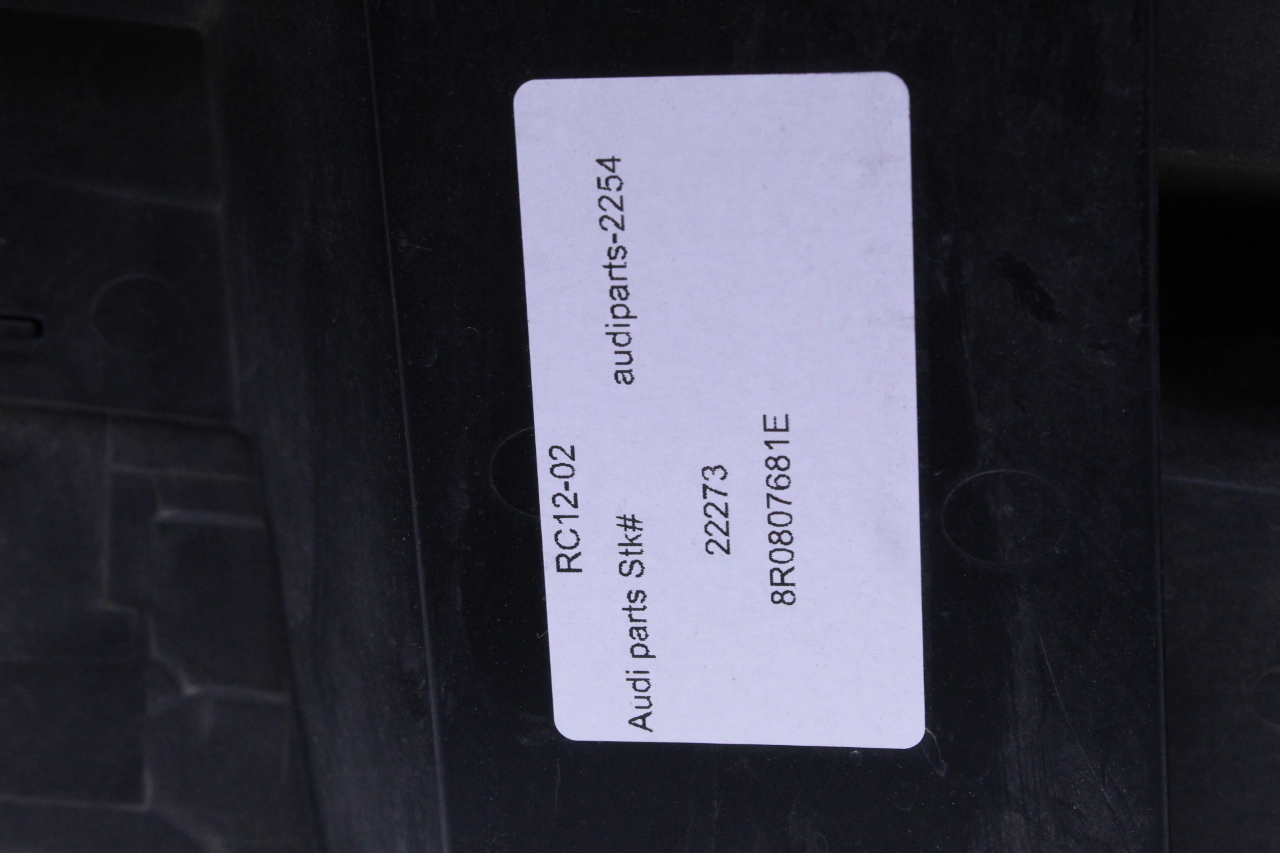 RC12-02
Audi parts Stk# audiparts-2254
22273
8R0807681E